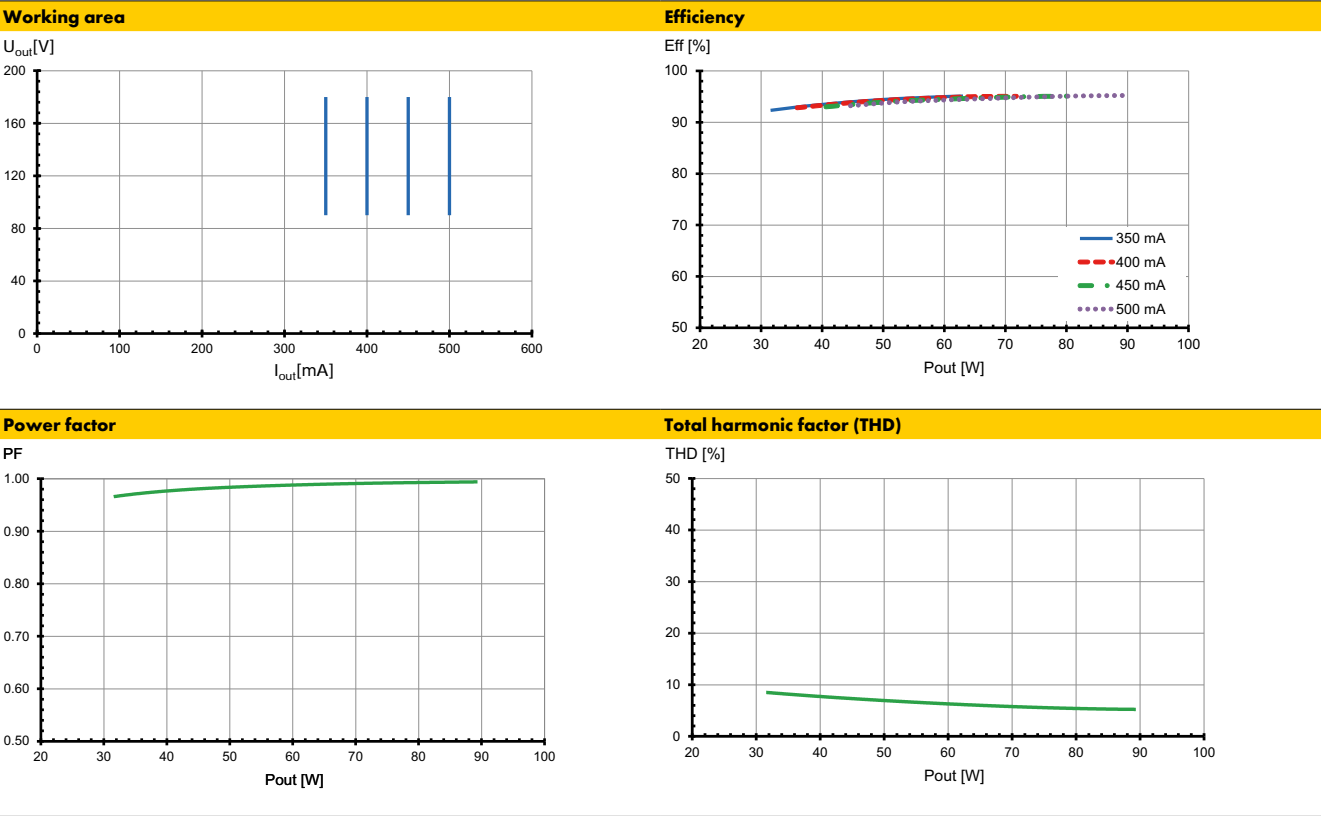 Working area
U_out[V]
200
160
120
80
40
0
0 100 200 300 400 500 600
I_out[mA]
Efficiency
Eff [%]
100
90
80
70
60
50
350 mA
400 mA
450 mA
500 mA
20 30 40 50 60 70 80 90 100
Pout [W]
Power factor
PF
1.00
0.90
0.80
0.70
0.60
0.50
20 30 40 50 60 70 80 90 100
Pout [W]
Total harmonic factor (THD)
THD [%]
50
40
30
20
10
0
20 30 40 50 60 70 80 90 100
Pout [W]